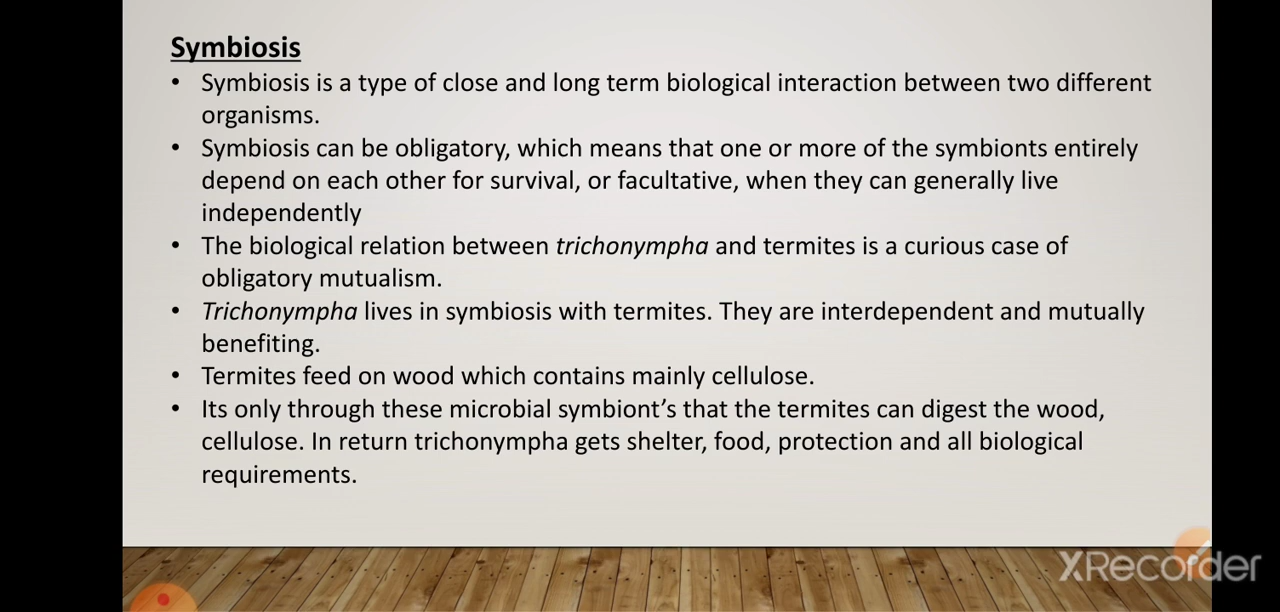 Symbiosis
• Symbiosis is a type of close and long term biological interaction between two different
organisms.
• Symbiosis can be obligatory, which means that one or more of the symbionts entirely
depend on each other for survival, or facultative, when they can generally live
independently
• The biological relation between trichonympha and termites is a curious case of
obligatory mutualism.
• Trichonympha lives in symbiosis with termites. They are interdependent and mutually
benefiting.
• Termites feed on wood which contains mainly cellulose.
• Its only through these microbial symbiont’s that the termites can digest the wood,
cellulose. In return trichonympha gets shelter, food, protection and all biological
requirements.
XRecorder